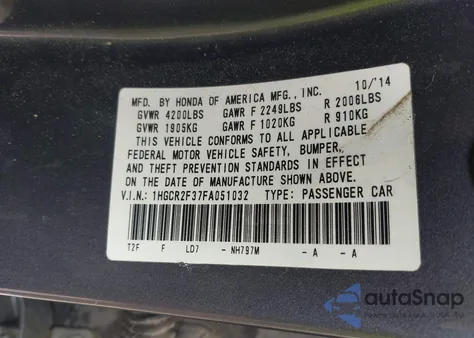 MFD. BY HONDA OF AMERICA MFG., INC. 10/'14
GVWR 4200LBS GAWR F 2249LBS R 2006LBS
GVWR 1905KG GAWR F 1020KG R 910KG
THIS VEHICLE CONFORMS TO ALL APPLICABLE
FEDERAL MOTOR VEHICLE SAFETY, BUMPER,
AND THEFT PREVENTION STANDARDS IN EFFECT
ON THE DATE OF MANUFACTURE SHOWN ABOVE.
V.I.N.: 1HGCR2F37FA051032 TYPE: PASSENGER CAR
T2F F LD7 - NH797M - A - A
autoSnap